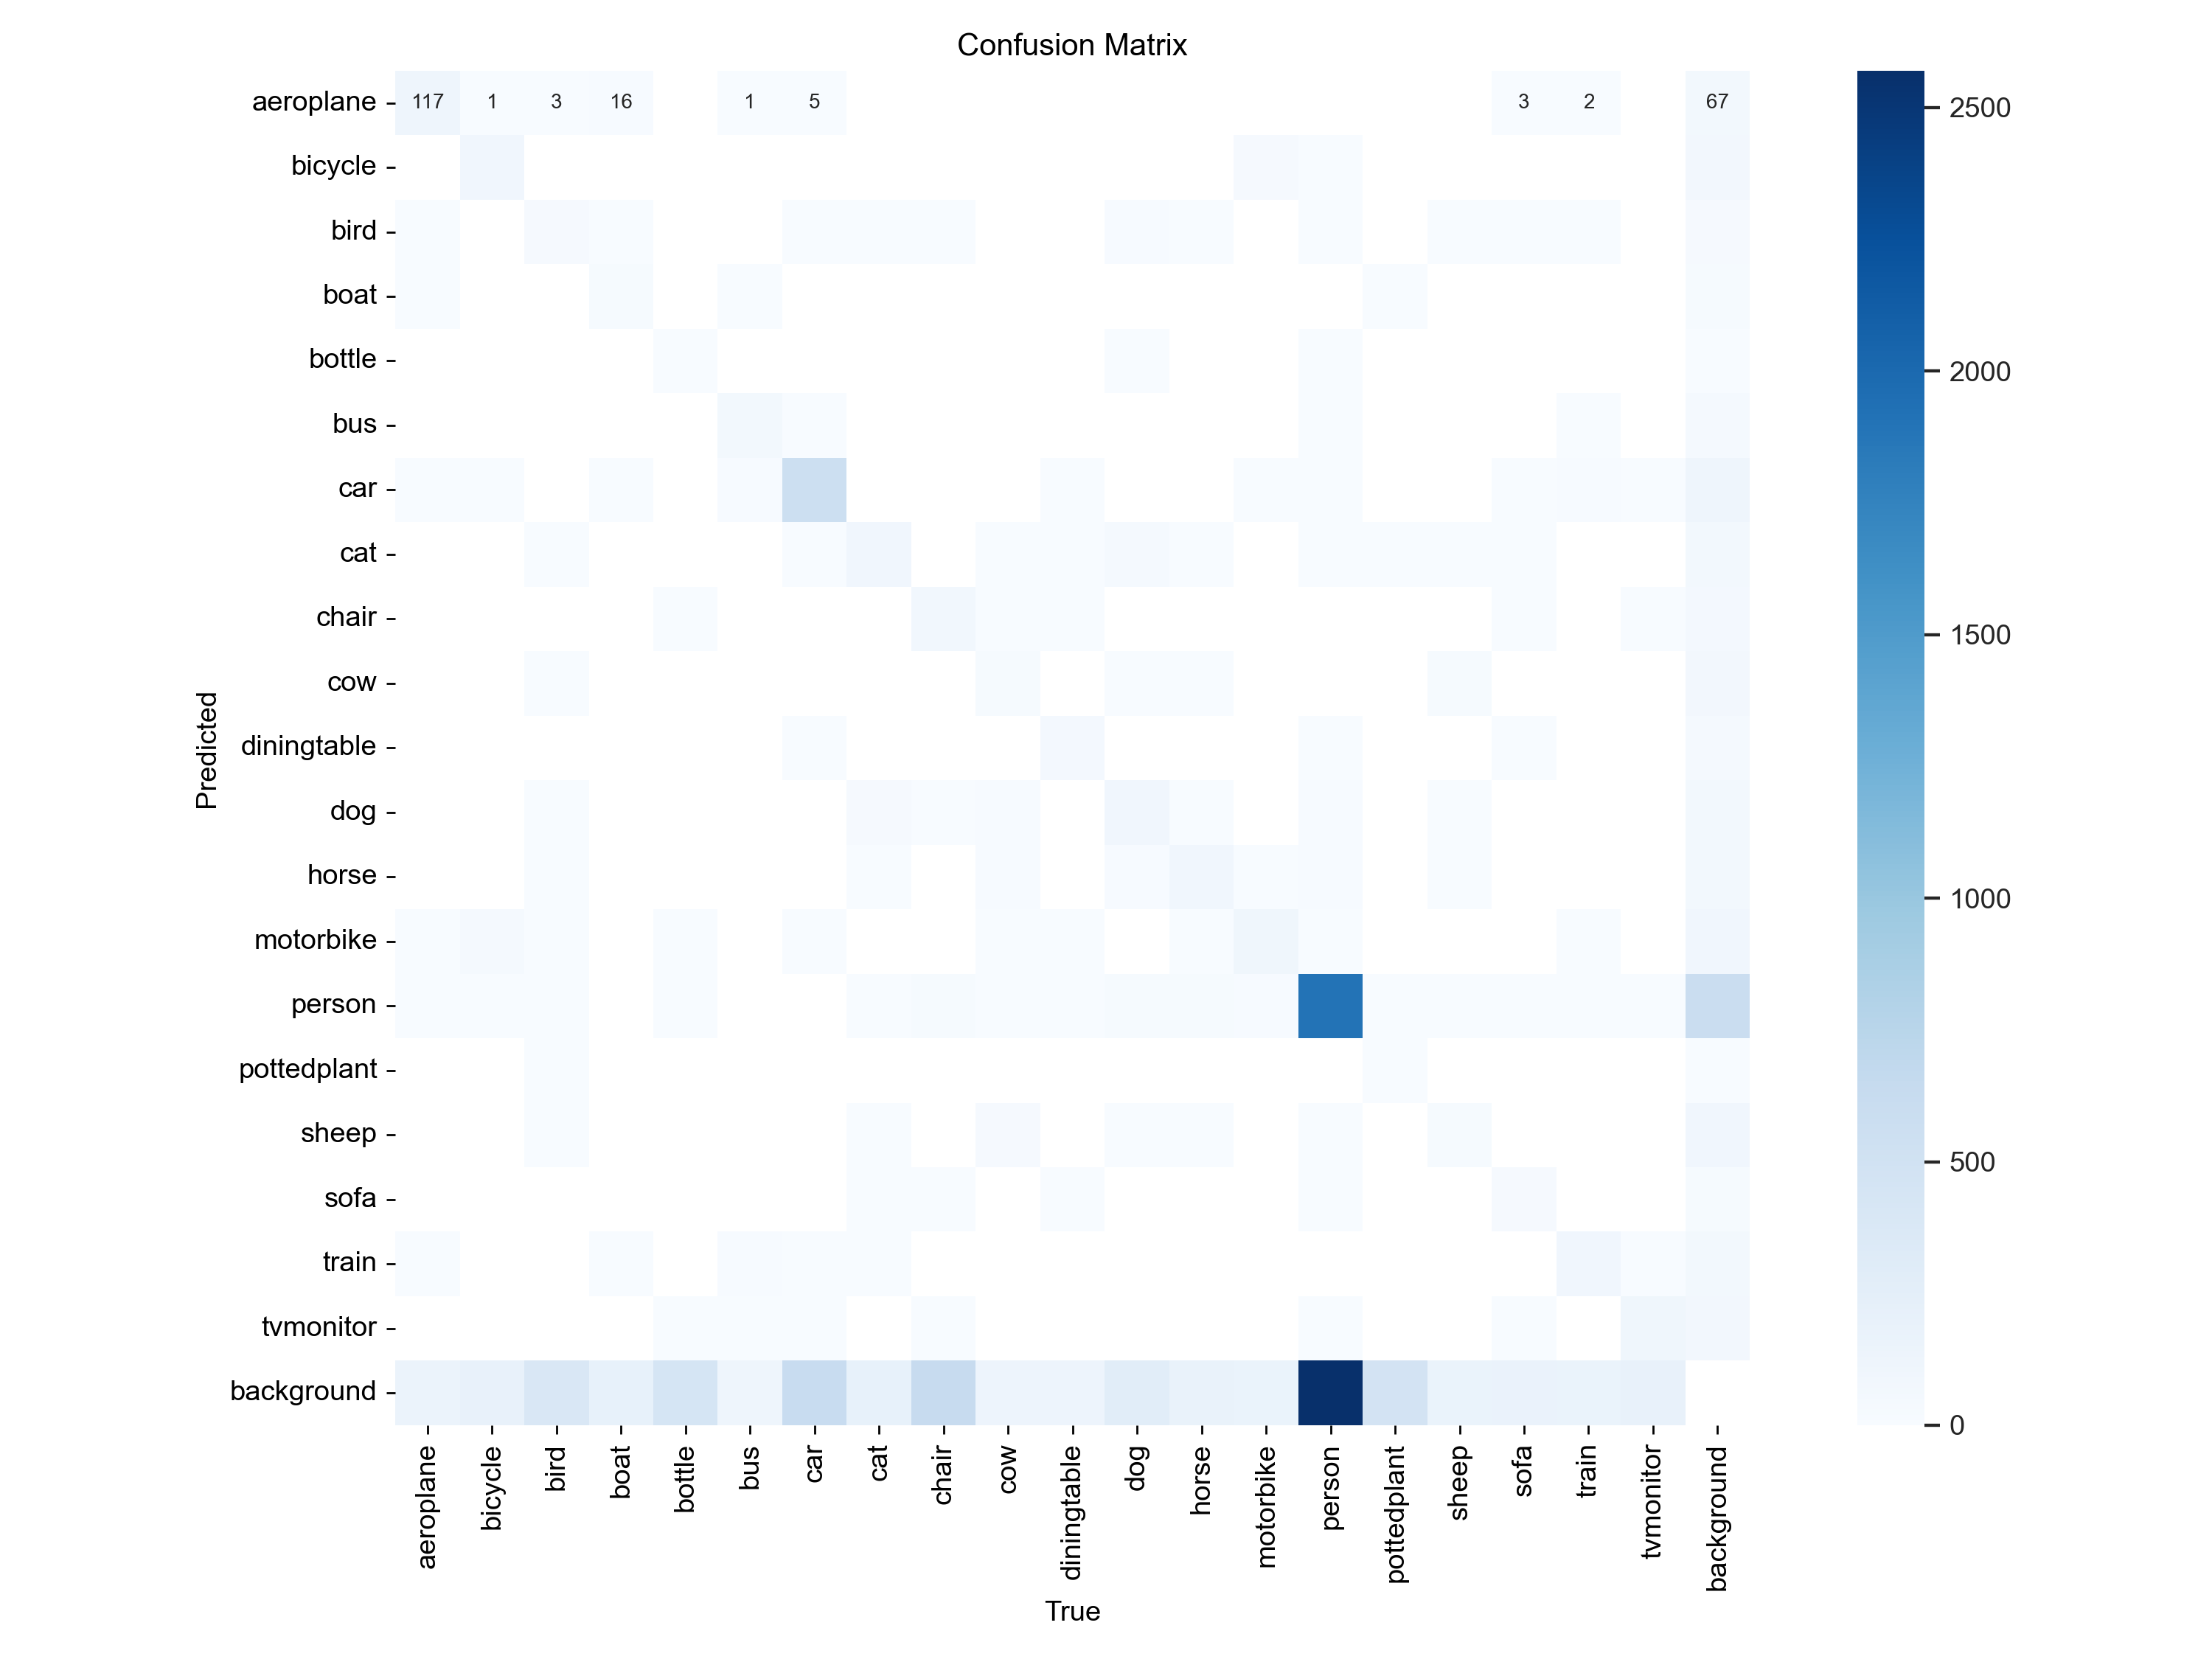 Confusion Matrix
aeroplane 117 1 3 16 1 5 3 2 67
bicycle
bird
boat
bottle
bus
car
cat
chair
cow
diningtable
dog
horse
motorbike
person
pottedplant
sheep
sofa
train
tvmonitor
background
Predicted
aeroplane bicycle bird boat bottle bus car cat chair cow diningtable dog horse motorbike person pottedplant sheep sofa train tvmonitor background
True
2500
2000
1500
1000
500
0